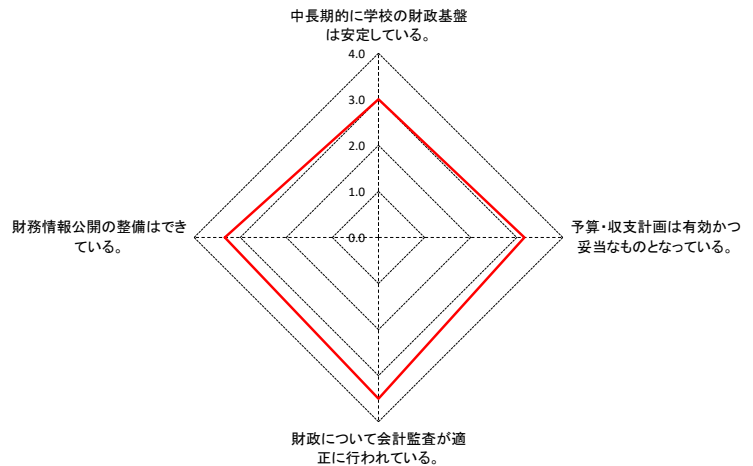 中長期的に学校の財政基盤
は安定している。
4.0
3.0
2.0
1.0
0.0
予算・収支計画は有効かつ
妥当なものとなっている。
財務情報公開の整備はでき
ている。
財政について会計監査が適
正に行われている。